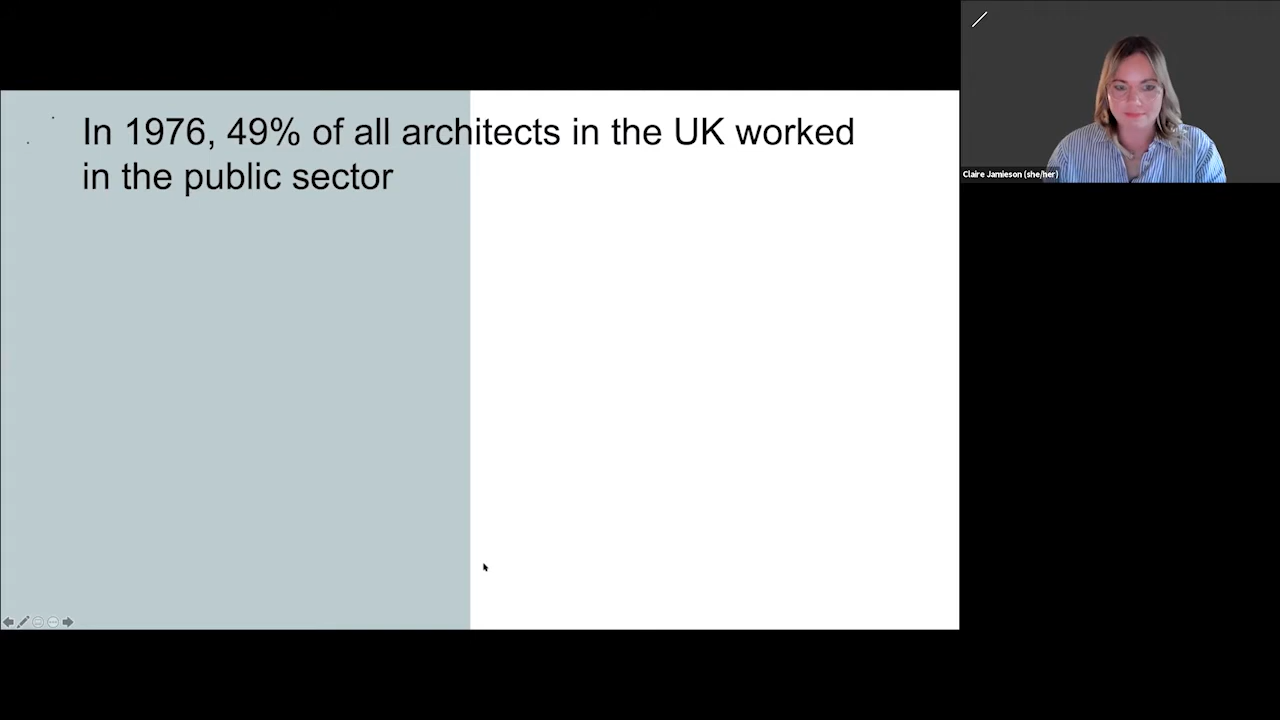 In 1976, 49% of all architects in the UK worked
in the public sector
Claire Jamieson (she/her)